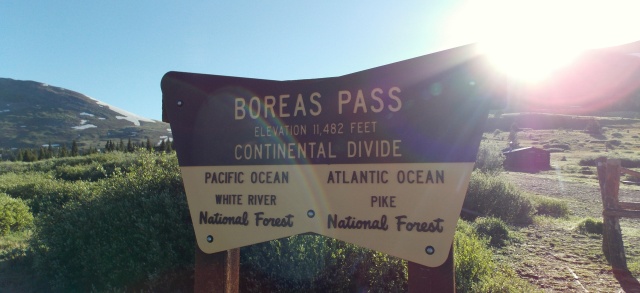 BOREAS PASS
ELEVATION 11,482 FEET
CONTINENTAL DIVIDE
PACIFIC OCEAN
WHITE RIVER
National Forest
ATLANTIC OCEAN
PIKE
National Forest